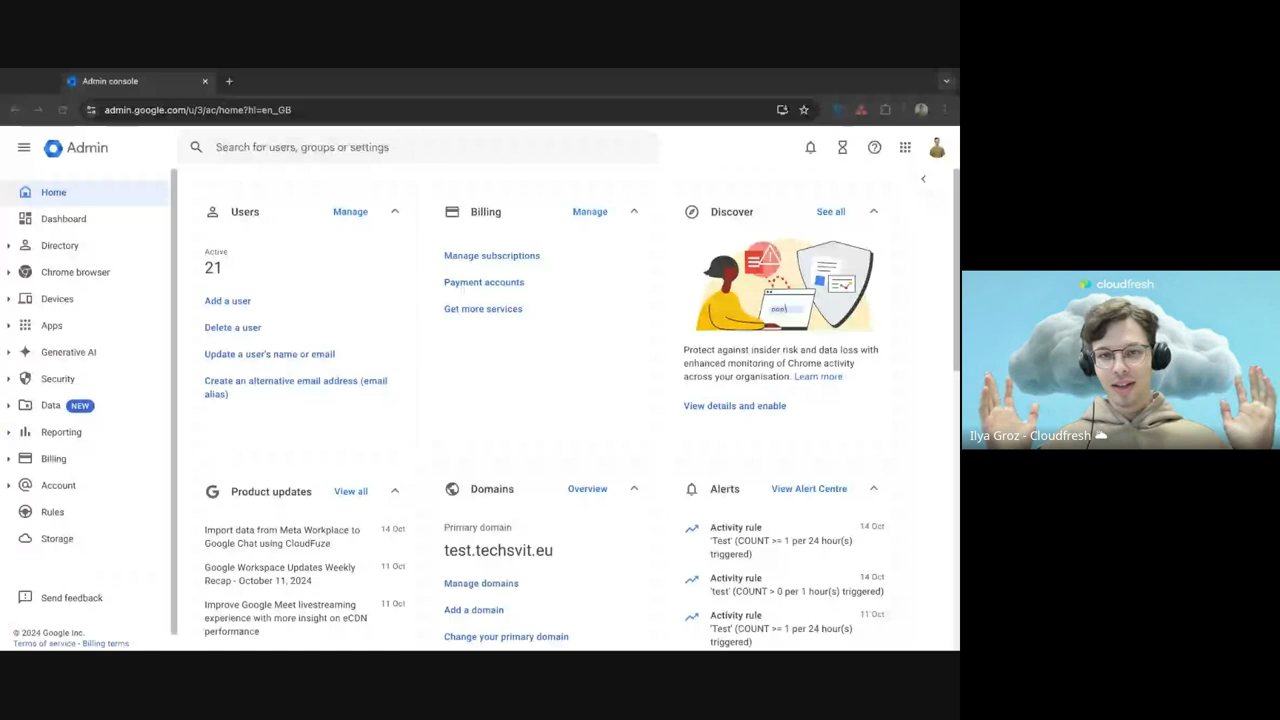 Admin console
admin.google.com/u/3/ac/home?hl=en_GB
Admin
Search for users, groups or settings
Home
Dashboard
Directory
Chrome browser
Devices
Apps
Generative AI
Security
Data NEW
Reporting
Billing
Account
Rules
Storage
Send feedback
© 2024 Google Inc.
Terms of service - Billing terms
Users Manage
Active
21
Add a user
Delete a user
Update a user's name or email
Create an alternative email address (email
alias)
Billing Manage
Manage subscriptions
Payment accounts
Get more services
Discover See all
Protect against insider risk and data loss with
enhanced monitoring of Chrome activity
across your organisation. Learn more
View details and enable
Product updates View all
Import data from Meta Workplace to 14 Oct
Google Chat using CloudFuze
Google Workspace Updates Weekly 11 Oct
Recap - October 11, 2024
Improve Google Meet livestreaming 11 Oct
experience with more insight on eCDN
performance
Domains Overview
Primary domain
test.techsvit.eu
Manage domains
Add a domain
Change your primary domain
Alerts View Alert Centre
Activity rule 14 Oct
'Test' (COUNT >= 1 per 24 hour(s)
triggered)
Activity rule 14 Oct
'test' (COUNT > 0 per 1 hour(s) triggered)
Activity rule 11 Oct
'Test' (COUNT >= 1 per 24 hour(s)
triggered)
cloudfresh
Ilya Groz - Cloudfresh